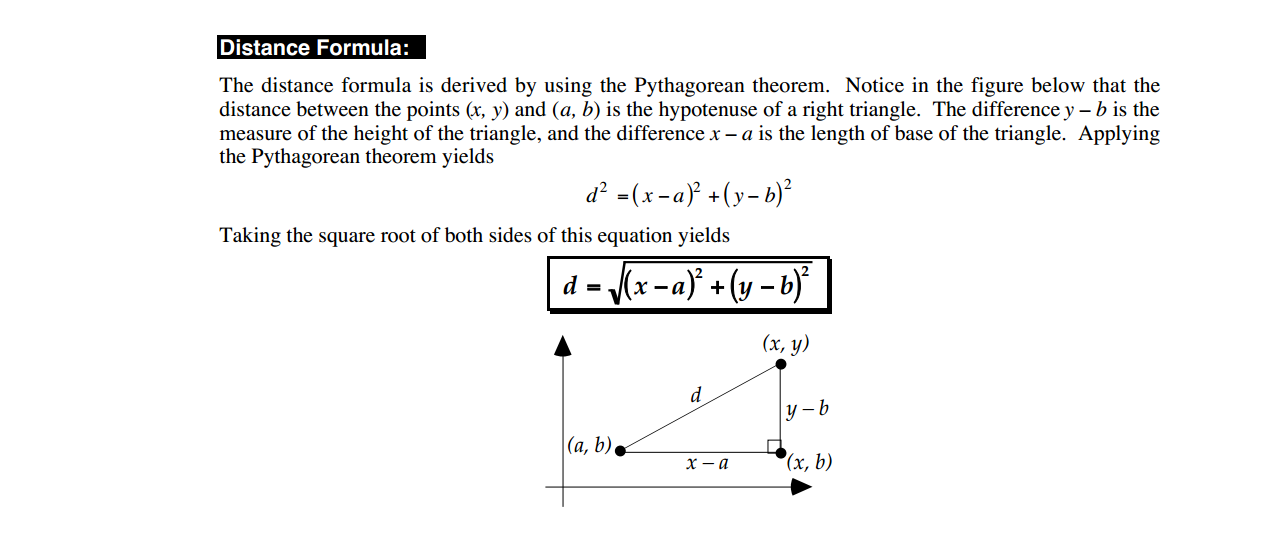 Distance Formula:
The distance formula is derived by using the Pythagorean theorem. Notice in the figure below that the
distance between the points (x, y) and (a, b) is the hypotenuse of a right triangle. The difference y – b is the
measure of the height of the triangle, and the difference x – a is the length of base of the triangle. Applying
the Pythagorean theorem yields
d² = (x – a)² + (y – b)²
Taking the square root of both sides of this equation yields
d = √(x – a)² + (y – b)²
(x, y)
d
y – b
(a, b)
x – a
(x, b)